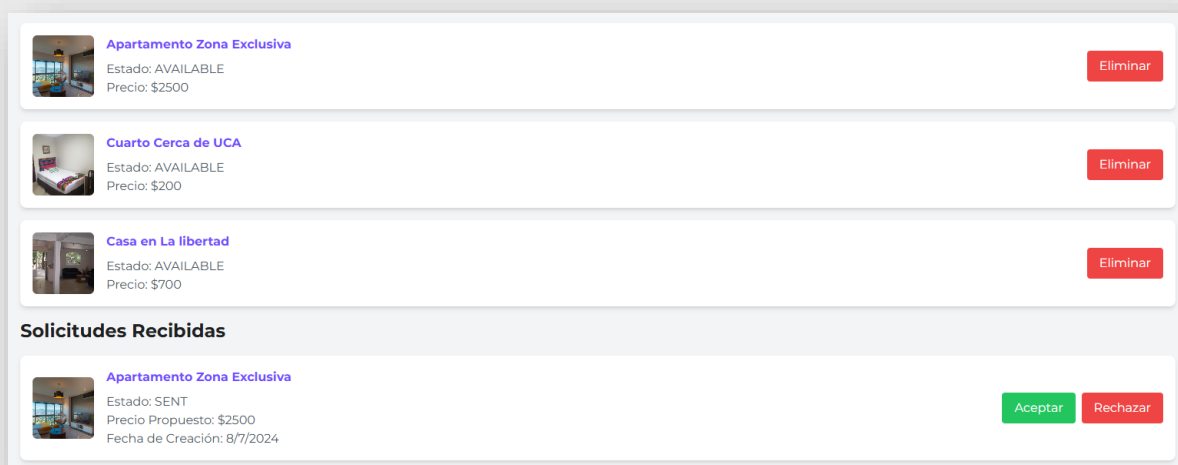 Apartamento Zona Exclusiva
Estado: AVAILABLE
Precio: $2500
Eliminar
Cuarto Cerca de UCA
Estado: AVAILABLE
Precio: $200
Eliminar
Casa en La libertad
Estado: AVAILABLE
Precio: $700
Eliminar
Solicitudes Recibidas
Apartamento Zona Exclusiva
Estado: SENT
Precio Propuesto: $2500
Fecha de Creación: 8/7/2024
Aceptar
Rechazar